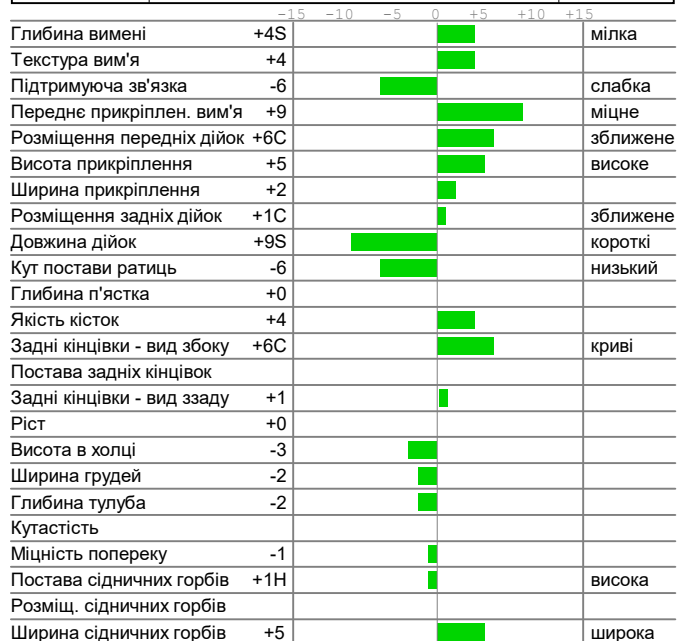 -15 -10 -5 0 +5 +10 +15
Глибина вимені +4S мілка
Текстура вим'я +4
Підтримуюча зв'язка -6 слабка
Переднє прикріплен. вим'я +9 міцне
Розміщення передніх дійок +6C зближене
Висота прикріплення +5 високе
Ширина прикріплення +2
Розміщення задніх дійок +1C зближене
Довжина дійок +9S короткі
Кут постави ратиць -6 низький
Глибина п'ястка +0
Якість кісток +4
Задні кінцівки - вид збоку +6C криві
Постава задніх кінцівок
Задні кінцівки - вид ззаду +1
Ріст +0
Висота в холці -3
Ширина грудей -2
Глибина тулуба -2
Кутастість
Міцність попереку -1
Постава сідничних горбів +1H висока
Розміщ. сідничних горбів
Ширина сідничних горбів +5 широка